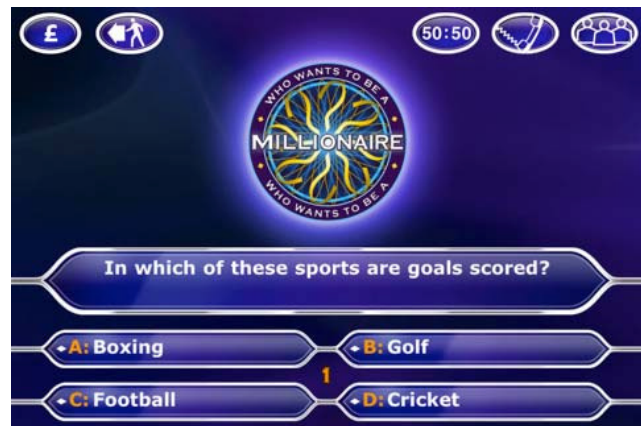 £
50:50
WHO WANTS TO BE A
MILLIONAIRE
WHO WANTS TO BE A
In which of these sports are goals scored?
A: Boxing
B: Golf
1
C: Football
D: Cricket